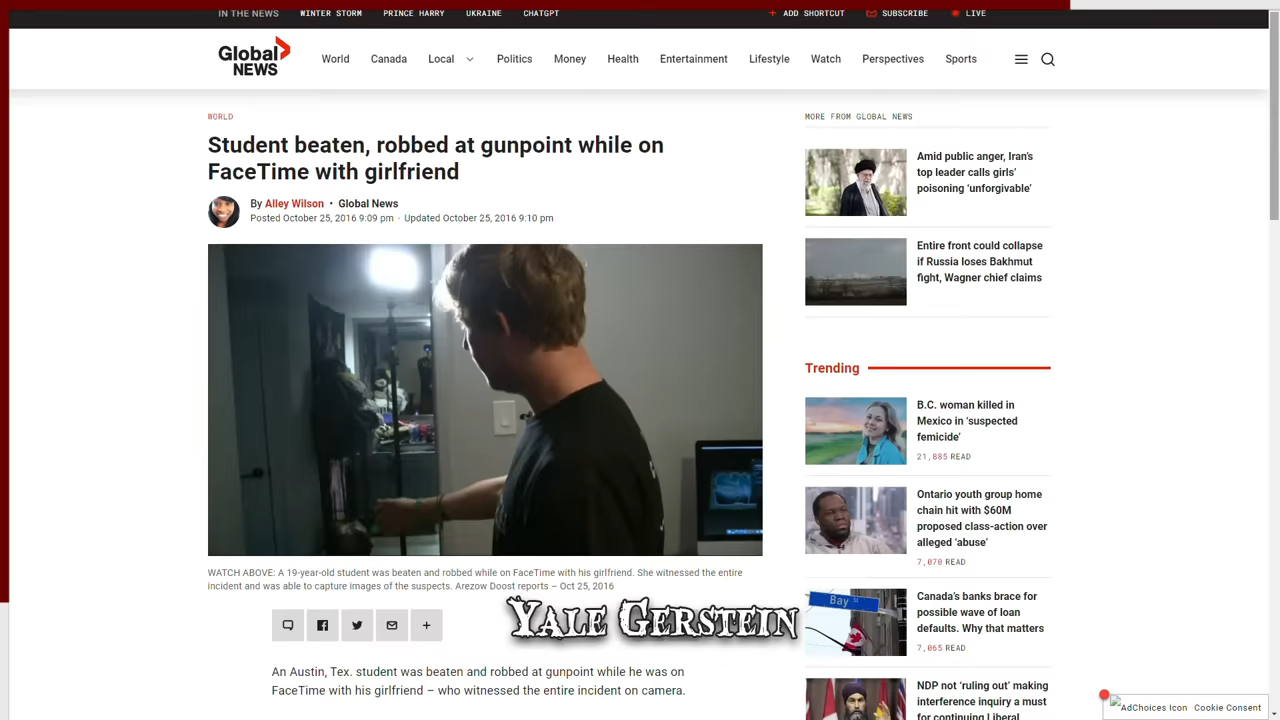 IN THE NEWS WINTER STORM PRINCE HARRY UKRAINE CHATGPT + ADD SHORTCUT SUBSCRIBE LIVE
Global NEWS
World Canada Local Politics Money Health Entertainment Lifestyle Watch Perspectives Sports
WORLD
Student beaten, robbed at gunpoint while on
FaceTime with girlfriend
By Alley Wilson • Global News
Posted October 25, 2016 9:09 pm · Updated October 25, 2016 9:10 pm
WATCH ABOVE: A 19-year-old student was beaten and robbed while on FaceTime with his girlfriend. She witnessed the entire
incident and was able to capture images of the suspects. Arezow Doost reports – Oct 25, 2016
YALE GERSTEIN
An Austin, Tex. student was beaten and robbed at gunpoint while he was on
FaceTime with his girlfriend – who witnessed the entire incident on camera.
MORE FROM GLOBAL NEWS
Amid public anger, Iran's
top leader calls girls'
poisoning 'unforgivable'
Entire front could collapse
if Russia loses Bakhmut
fight, Wagner chief claims
Trending
B.C. woman killed in
Mexico in 'suspected
femicide'
21,885 READ
Ontario youth group home
chain hit with $60M
proposed class-action over
alleged 'abuse'
7,070 READ
Bay St
Canada's banks brace for
possible wave of loan
defaults. Why that matters
7,065 READ
NDP not 'ruling out' making
interference inquiry a must
for continuing Liberal
AdChoices Icon Cookie Consent